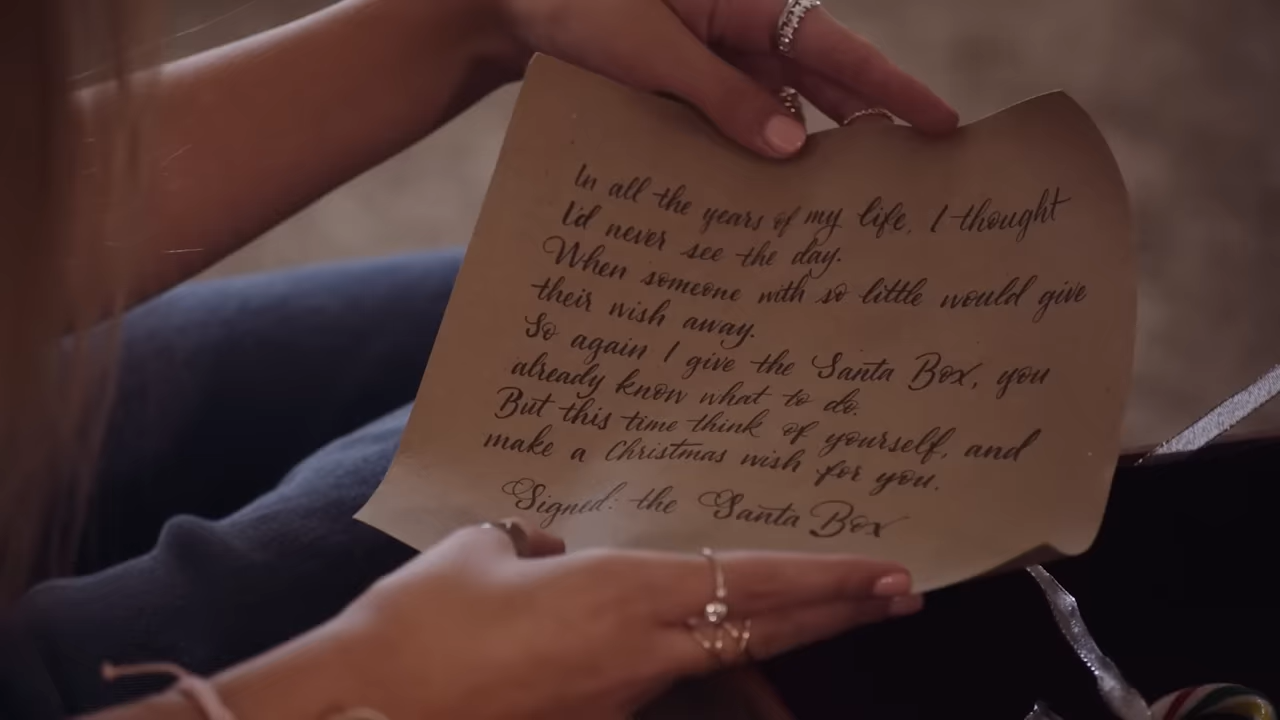 In all the years of my life, I thought
I'd never see the day.
When someone with so little would give
their wish away.
So again I give the Santa Box, you
already know what to do.
But this time think of yourself, and
make a Christmas wish for you.
Signed: the Santa Box